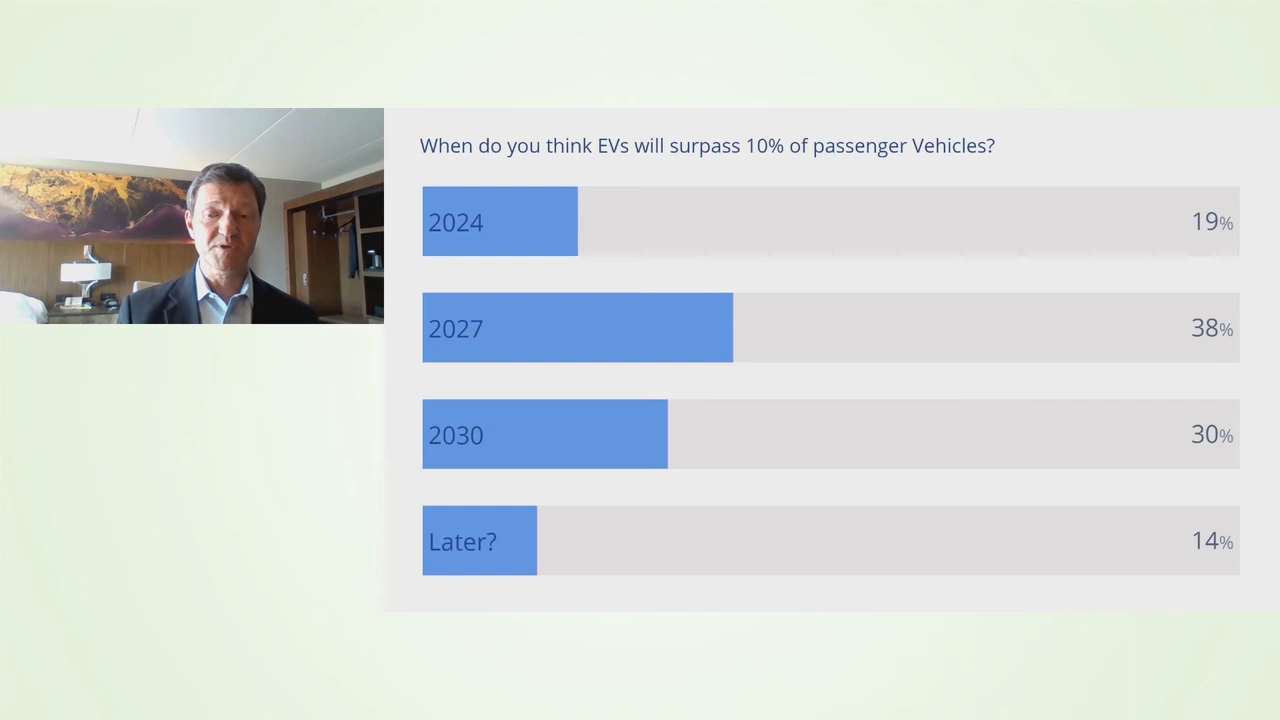 When do you think EVs will surpass 10% of passenger Vehicles?
2024 19%
2027 38%
2030 30%
Later? 14%